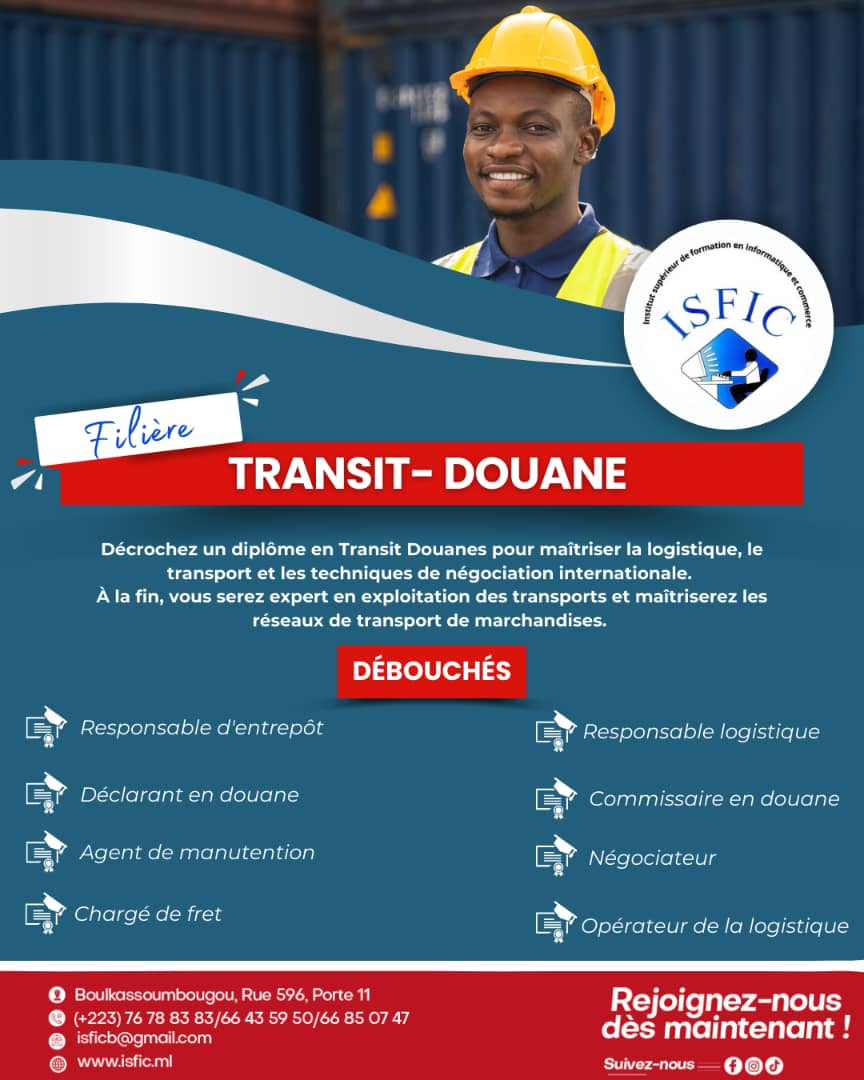 Institut supérieur de formation en informatique et commerce
ISFIC
Filière
TRANSIT- DOUANE
Décrochez un diplôme en Transit Douanes pour maîtriser la logistique, le
transport et les techniques de négociation internationale.
À la fin, vous serez expert en exploitation des transports et maîtriserez les
réseaux de transport de marchandises.
DÉBOUCHÉS
Responsable d'entrepôt
Déclarant en douane
Agent de manutention
Chargé de fret
Responsable logistique
Commissaire en douane
Négociateur
Opérateur de la logistique
Boulkassoumbougou, Rue 596, Porte 11
(+223) 76 78 83 83/66 43 59 50/66 85 07 47
isficb@gmail.com
www.isfic.ml
Rejoignez-nous
dès maintenant !
Suivez-nous